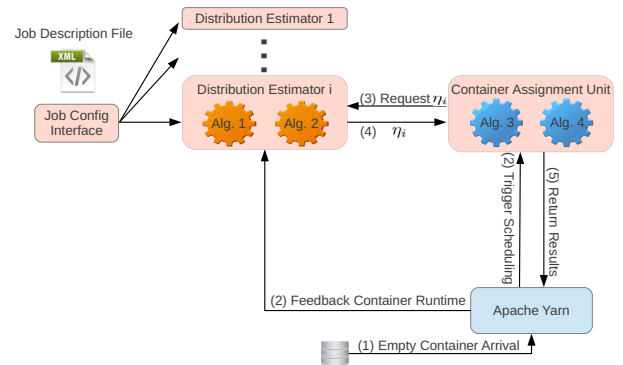 Distribution Estimator 1
Job Description File
XML
</>
Distribution Estimator i
Alg. 1
Alg. 2
(3) Request η_i
(4) η_i
Container Assignment Unit
Alg. 3
Alg. 4
Job Config
Interface
(2) Trigger Scheduling
(5) Return Results
(2) Feedback Container Runtime
Apache Yarn
(1) Empty Container Arrival